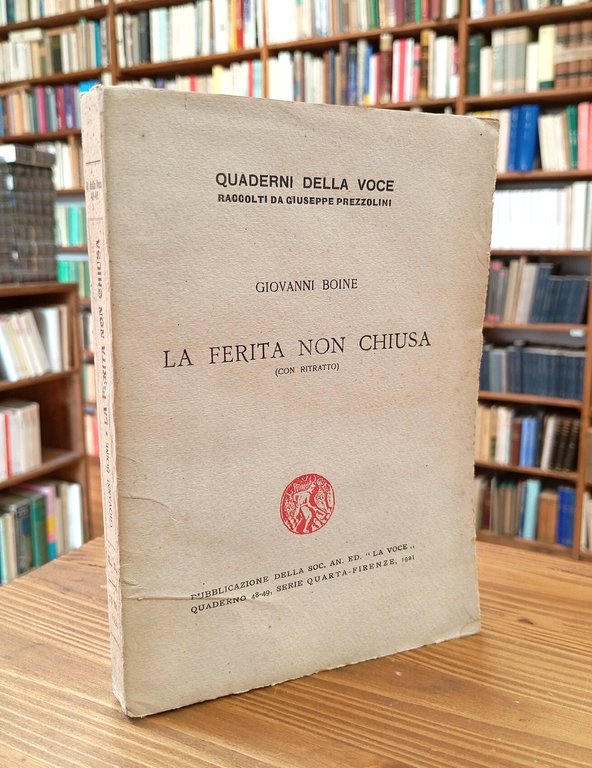 QUADERNI DELLA VOCE
RACCOLTI DA GIUSEPPE PREZZOLINI
GIOVANNI BOINE
LA FERITA NON CHIUSA
(CON RITRATTO)
PUBBLICAZIONE DELLA SOC. AN. ED. "LA VOCE„
QUADERNO 48-49, SERIE QUARTA-FIRENZE, 1921
GIOVANNI BOINE - LA FERITA NON CHIUSA